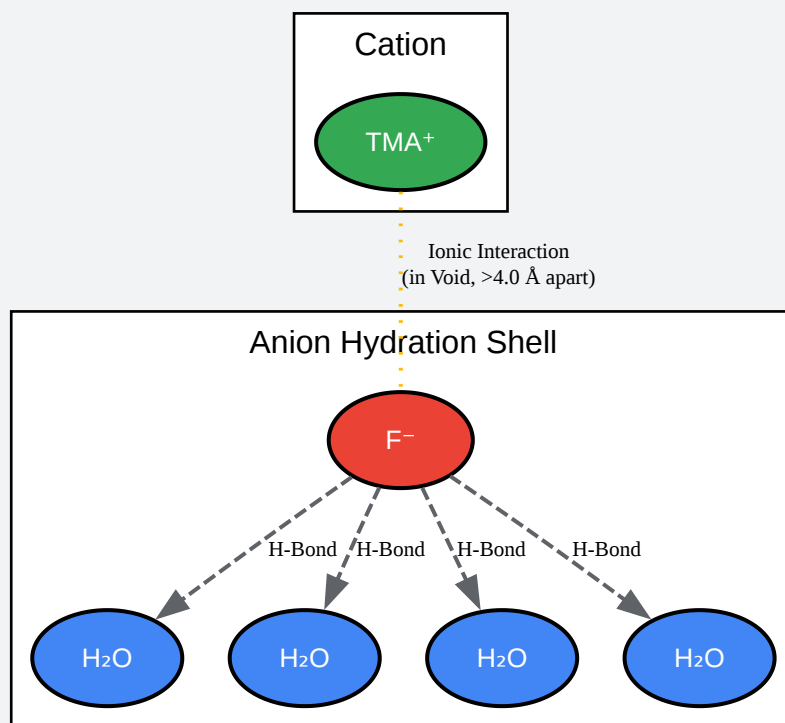 Cation
TMA⁺
Ionic Interaction
(in Void, >4.0 Å apart)
Anion Hydration Shell
F⁻
H-Bond H-Bond H-Bond H-Bond
H₂O H₂O H₂O H₂O